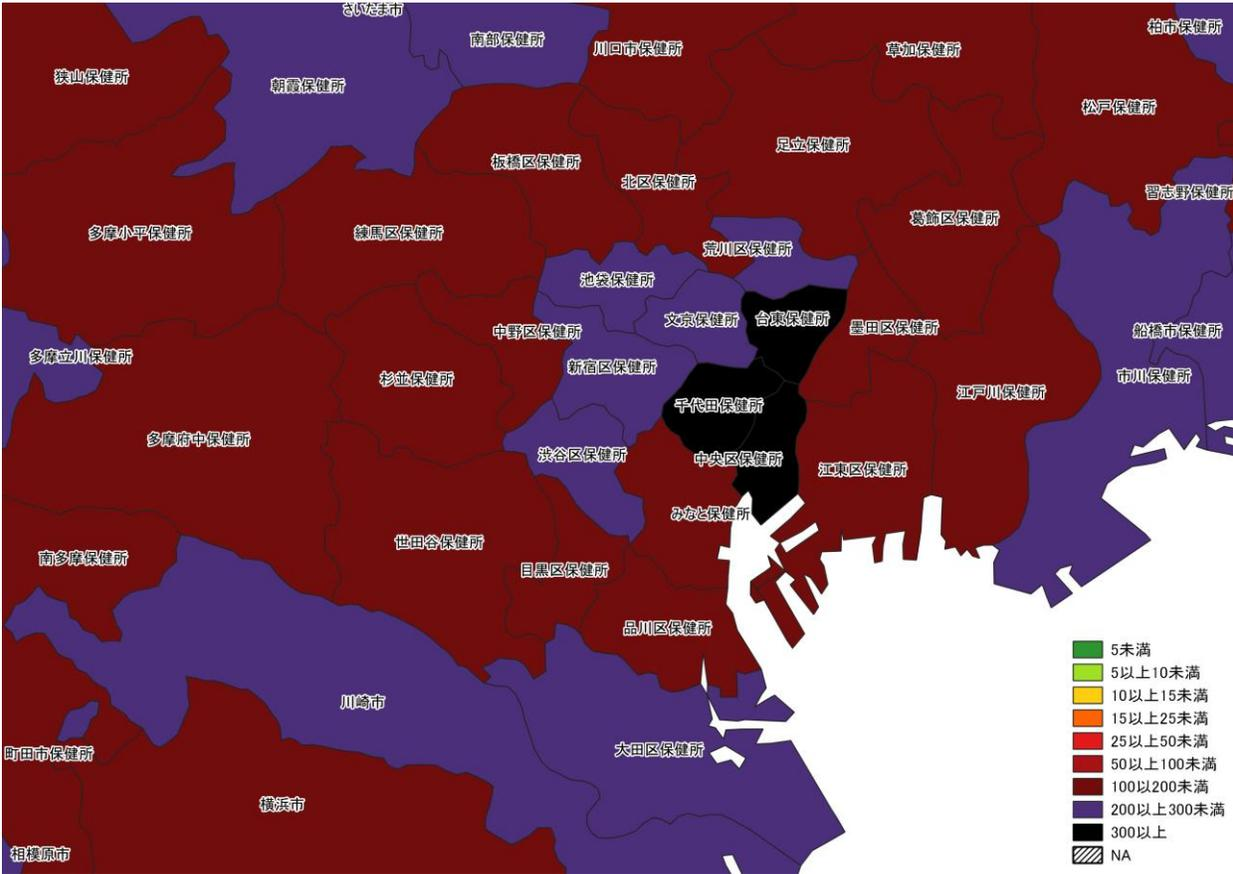 さいたま市
柏市保健所
南部保健所
川口市保健所
草加保健所
狭山保健所
朝霞保健所
松戸保健所
足立保健所
板橋区保健所
北区保健所
習志野保健所
葛飾区保健所
多摩小平保健所
練馬区保健所
荒川区保健所
池袋保健所
文京保健所
台東保健所
墨田区保健所
中野区保健所
船橋市保健所
多摩立川保健所
新宿区保健所
杉並保健所
市川保健所
江戸川保健所
千代田保健所
多摩府中保健所
渋谷区保健所
中央区保健所
江東区保健所
みなと保健所
世田谷保健所
南多摩保健所
目黒区保健所
品川区保健所
川崎市
大田区保健所
町田市保健所
横浜市
相模原市
5未満
5以上10未満
10以上15未満
15以上25未満
25以上50未満
50以上100未満
100以200未満
200以上300未満
300以上
NA